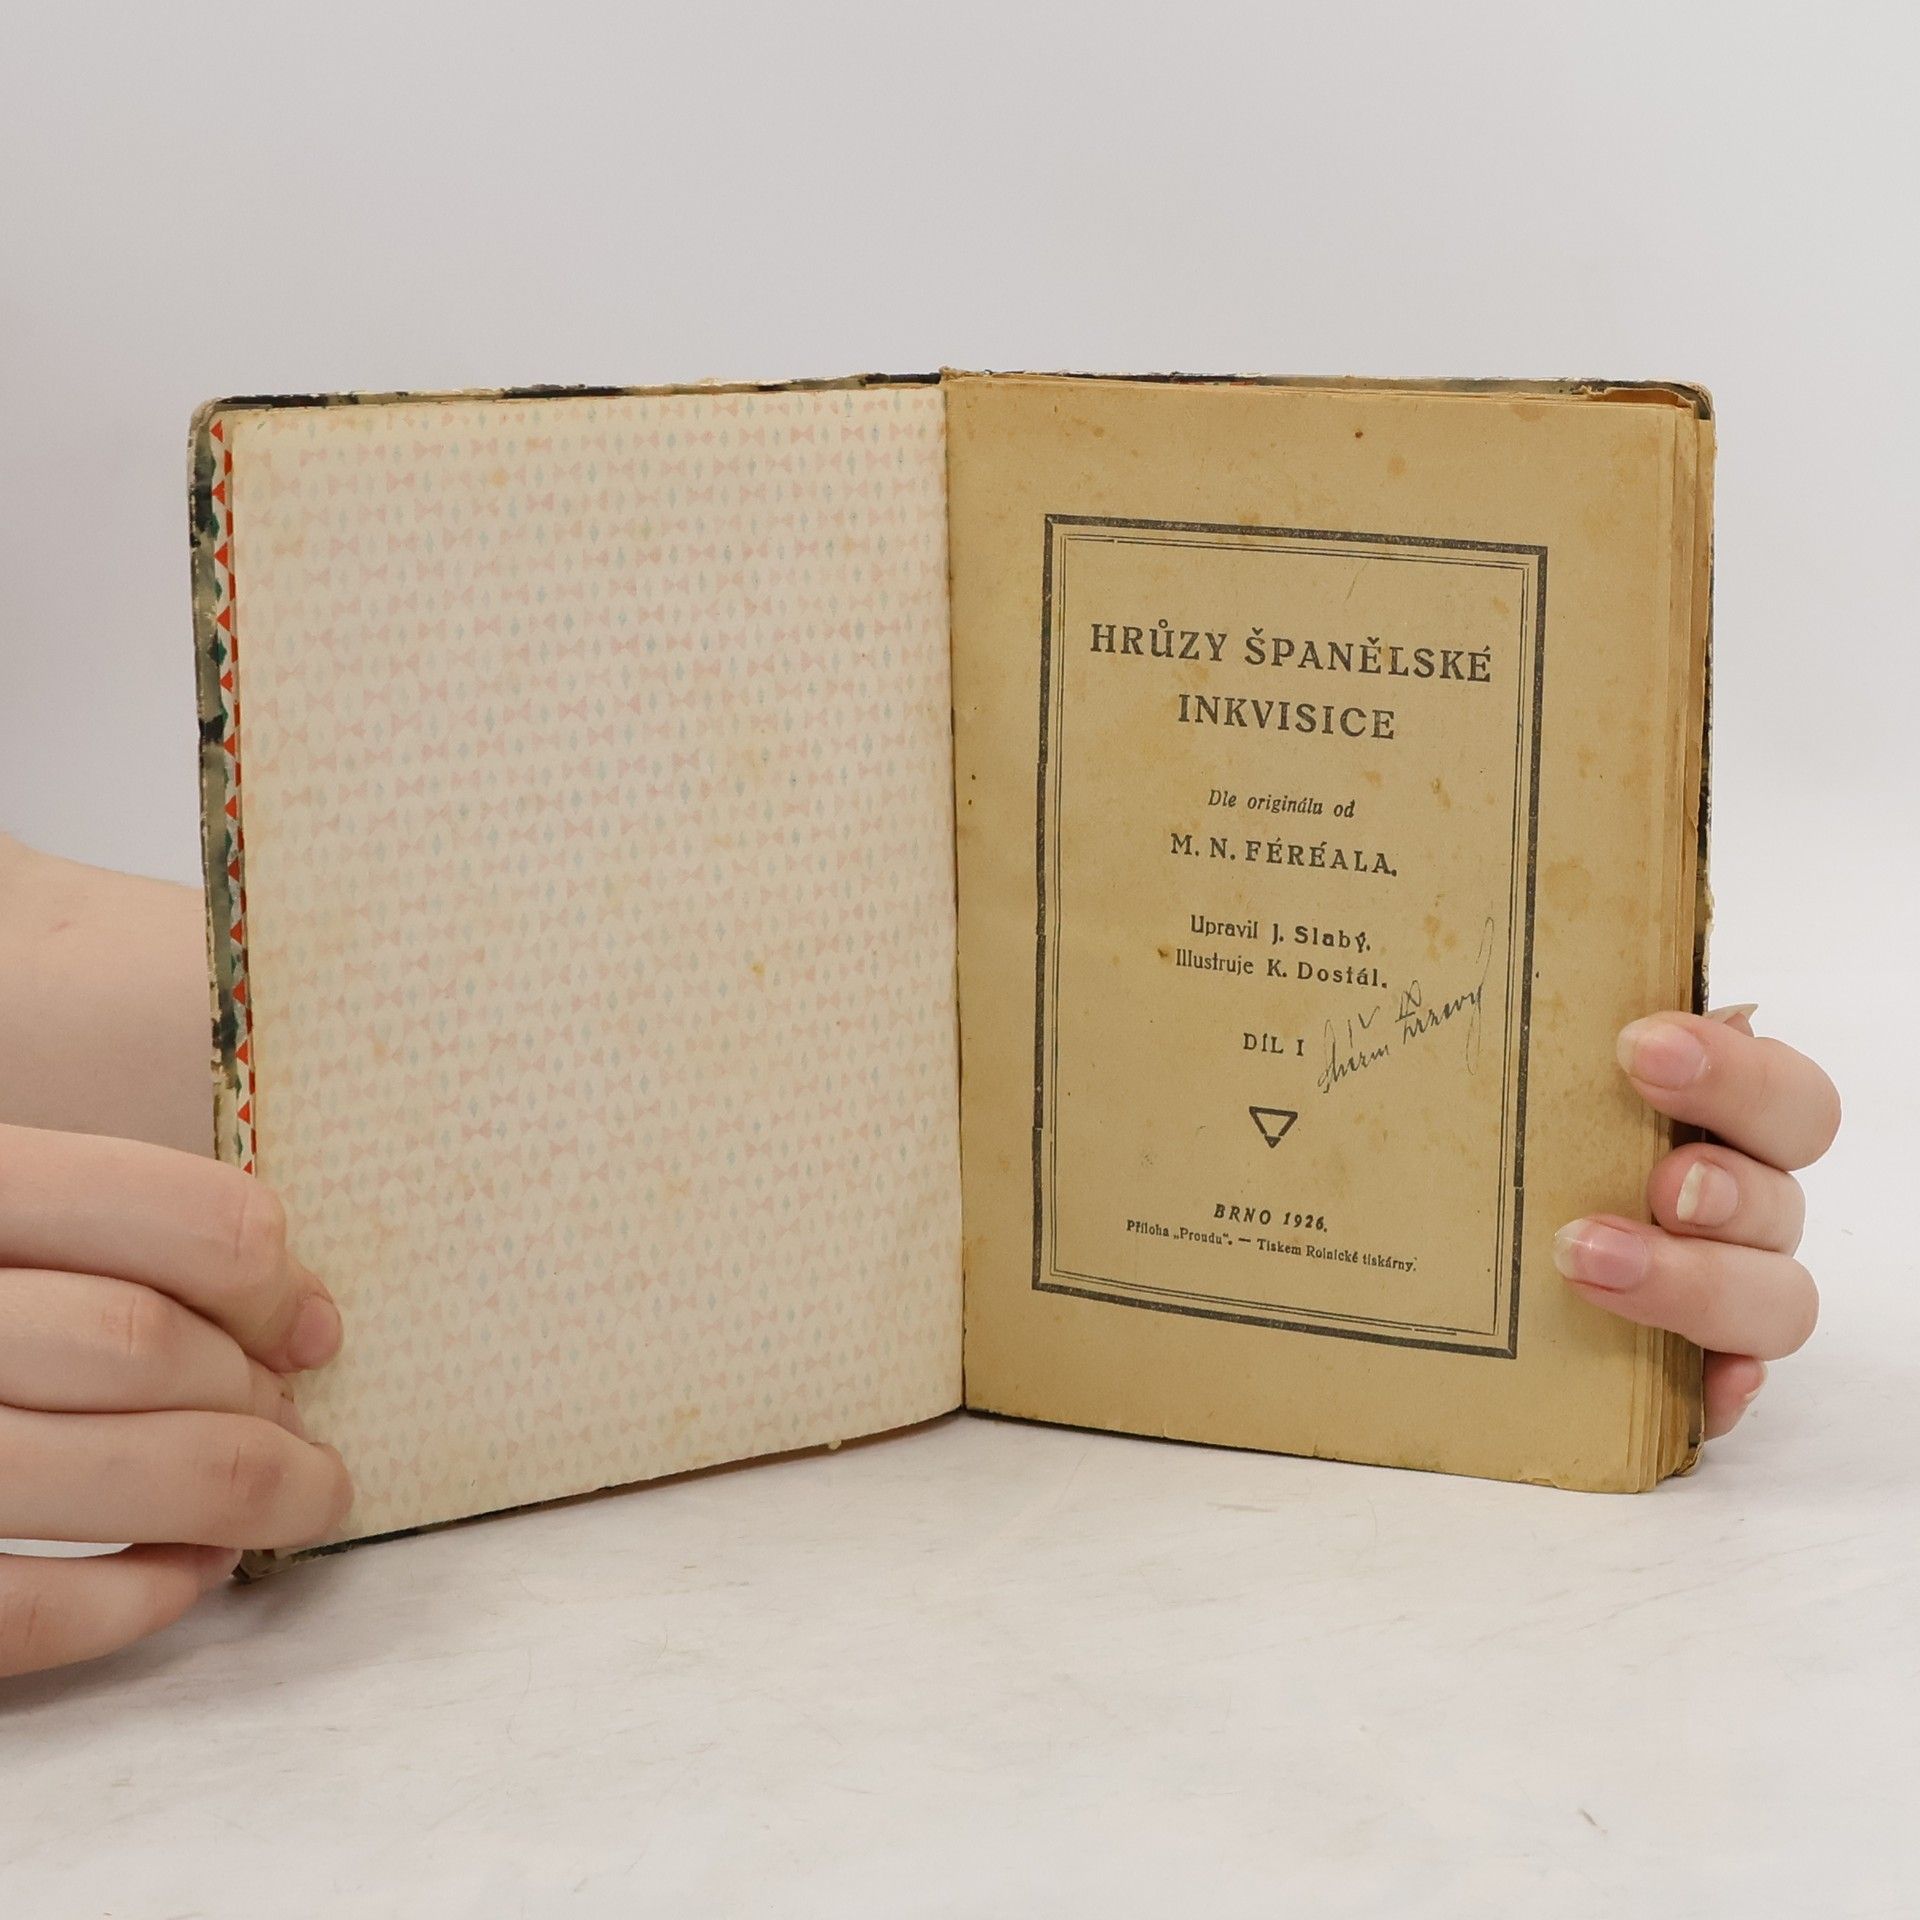 HRŮZY ŠPANĚLSKÉ
INKVISICE
Dle originálu od
M. N. FÉRÉALA.
Upravil J. Slabý.
Illustruje K. Dostál.
DÍL I
BRNO 1926.
Příloha „Proudu“. — Tiskem Rolnické tiskárny.